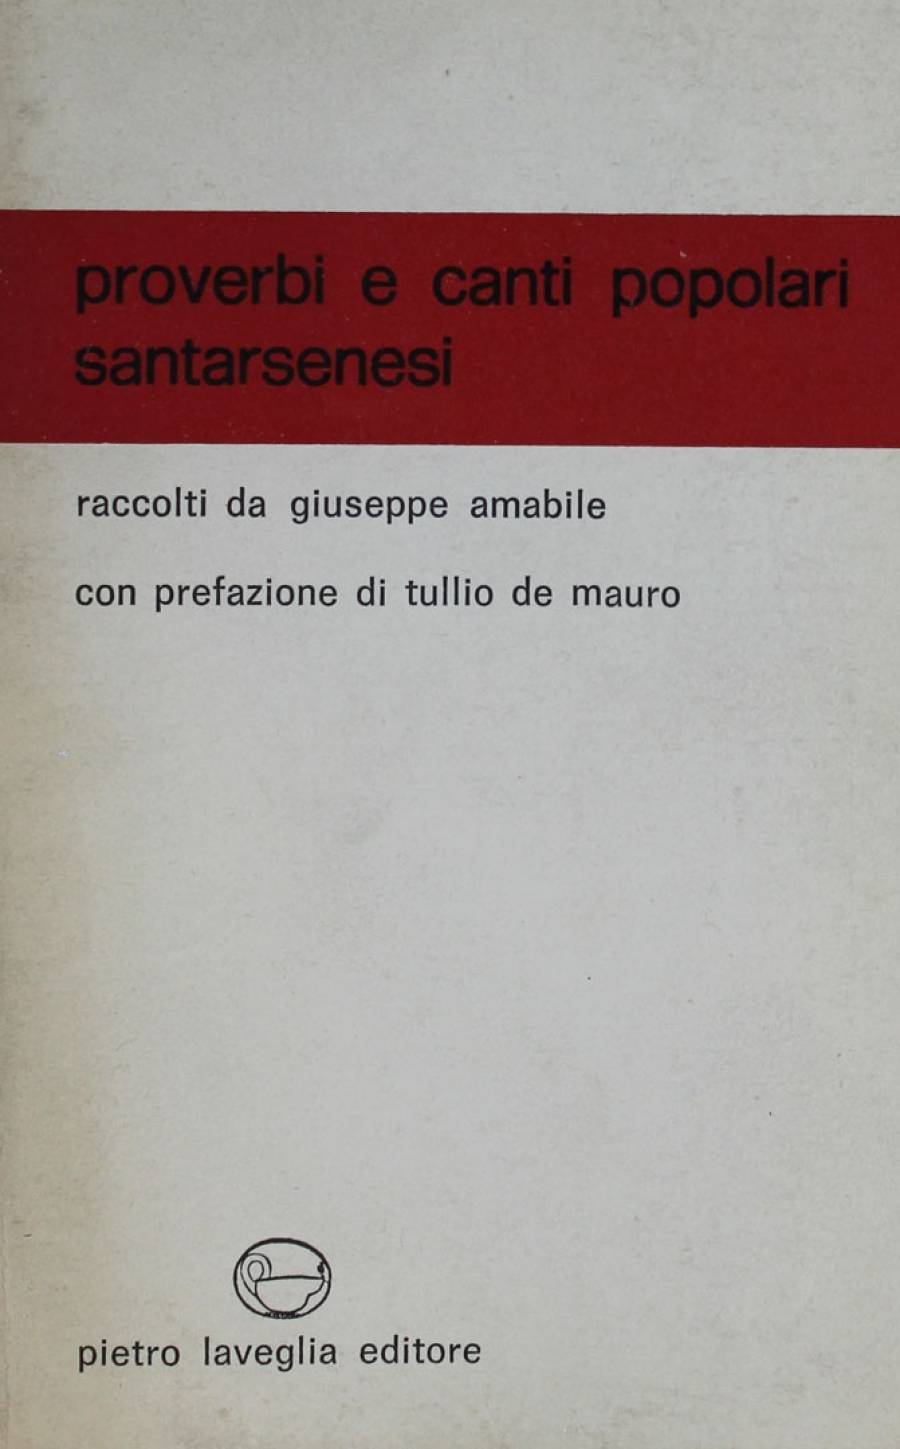 proverbi e canti popolari
santarsenesi
raccolti da giuseppe amabile
con prefazione di tullio de mauro
pietro laveglia editore